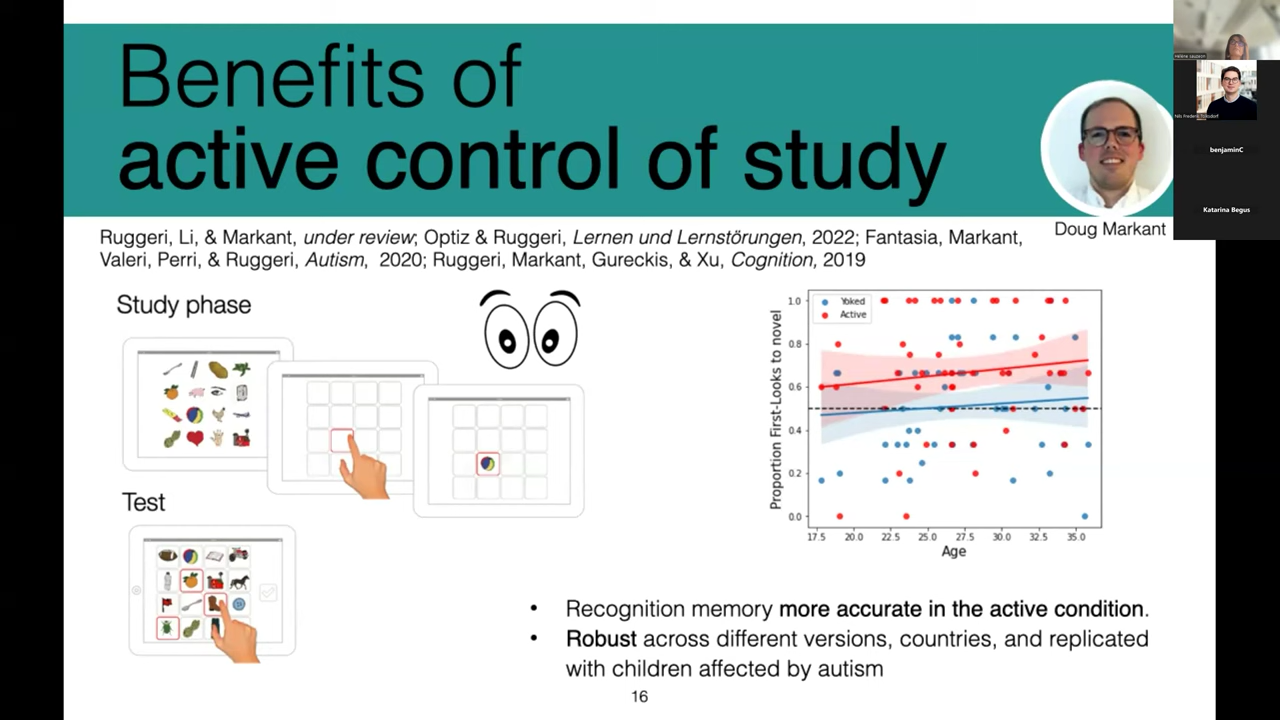 Benefits of
active control of study
Doug Markant
Ruggeri, Li, & Markant, under review; Optiz & Ruggeri, Lernen und Lernstörungen, 2022; Fantasia, Markant,
Valeri, Perri, & Ruggeri, Autism, 2020; Ruggeri, Markant, Gureckis, & Xu, Cognition, 2019
Study phase
Test
Proportion First-Looks to novel
1.0
0.8
0.6
0.4
0.2
0.0
Yoked
Active
17.5 20.0 22.5 25.0 27.5 30.0 32.5 35.0
Age
• Recognition memory more accurate in the active condition.
• Robust across different versions, countries, and replicated
with children affected by autism
16
benjaminC
Katarina Begus